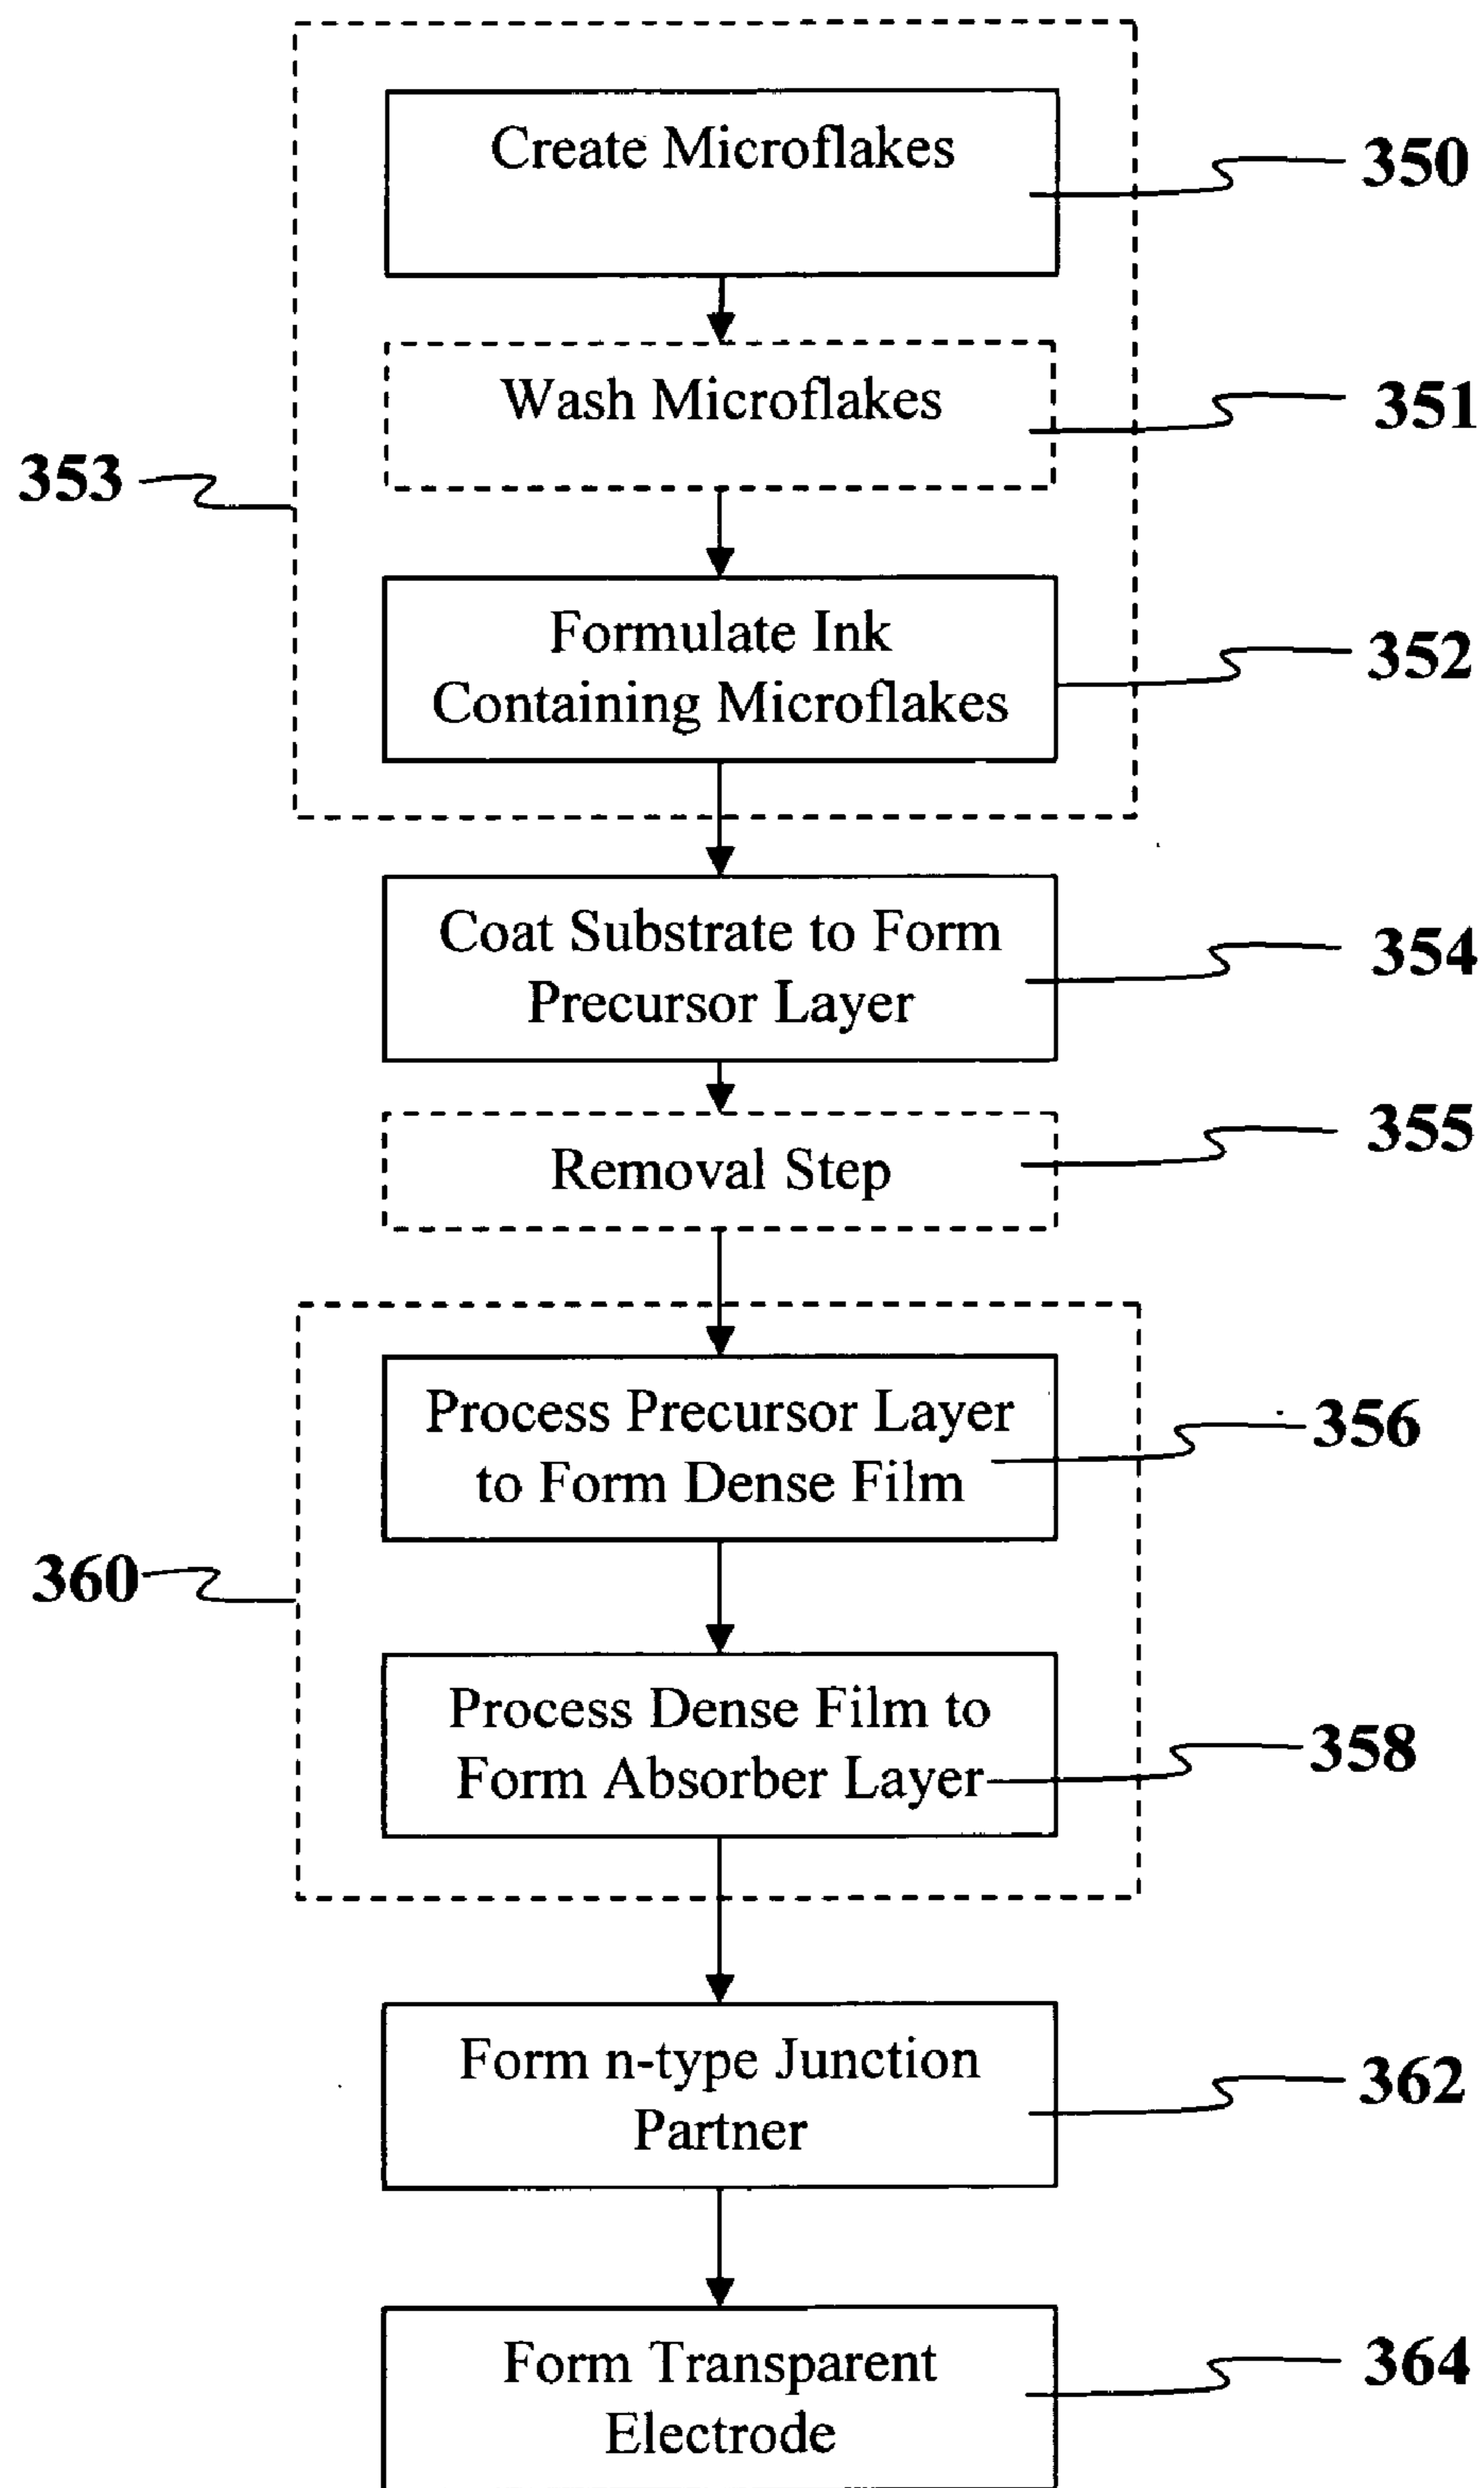 Create Microflakes
350
Wash Microflakes
351
353
Formulate Ink
Containing Microflakes
352
Coat Substrate to Form
Precursor Layer
354
Removal Step
355
Process Precursor Layer
to Form Dense Film
356
360
Process Dense Film to
Form Absorber Layer
358
Form n-type Junction
Partner
362
Form Transparent
Electrode
364